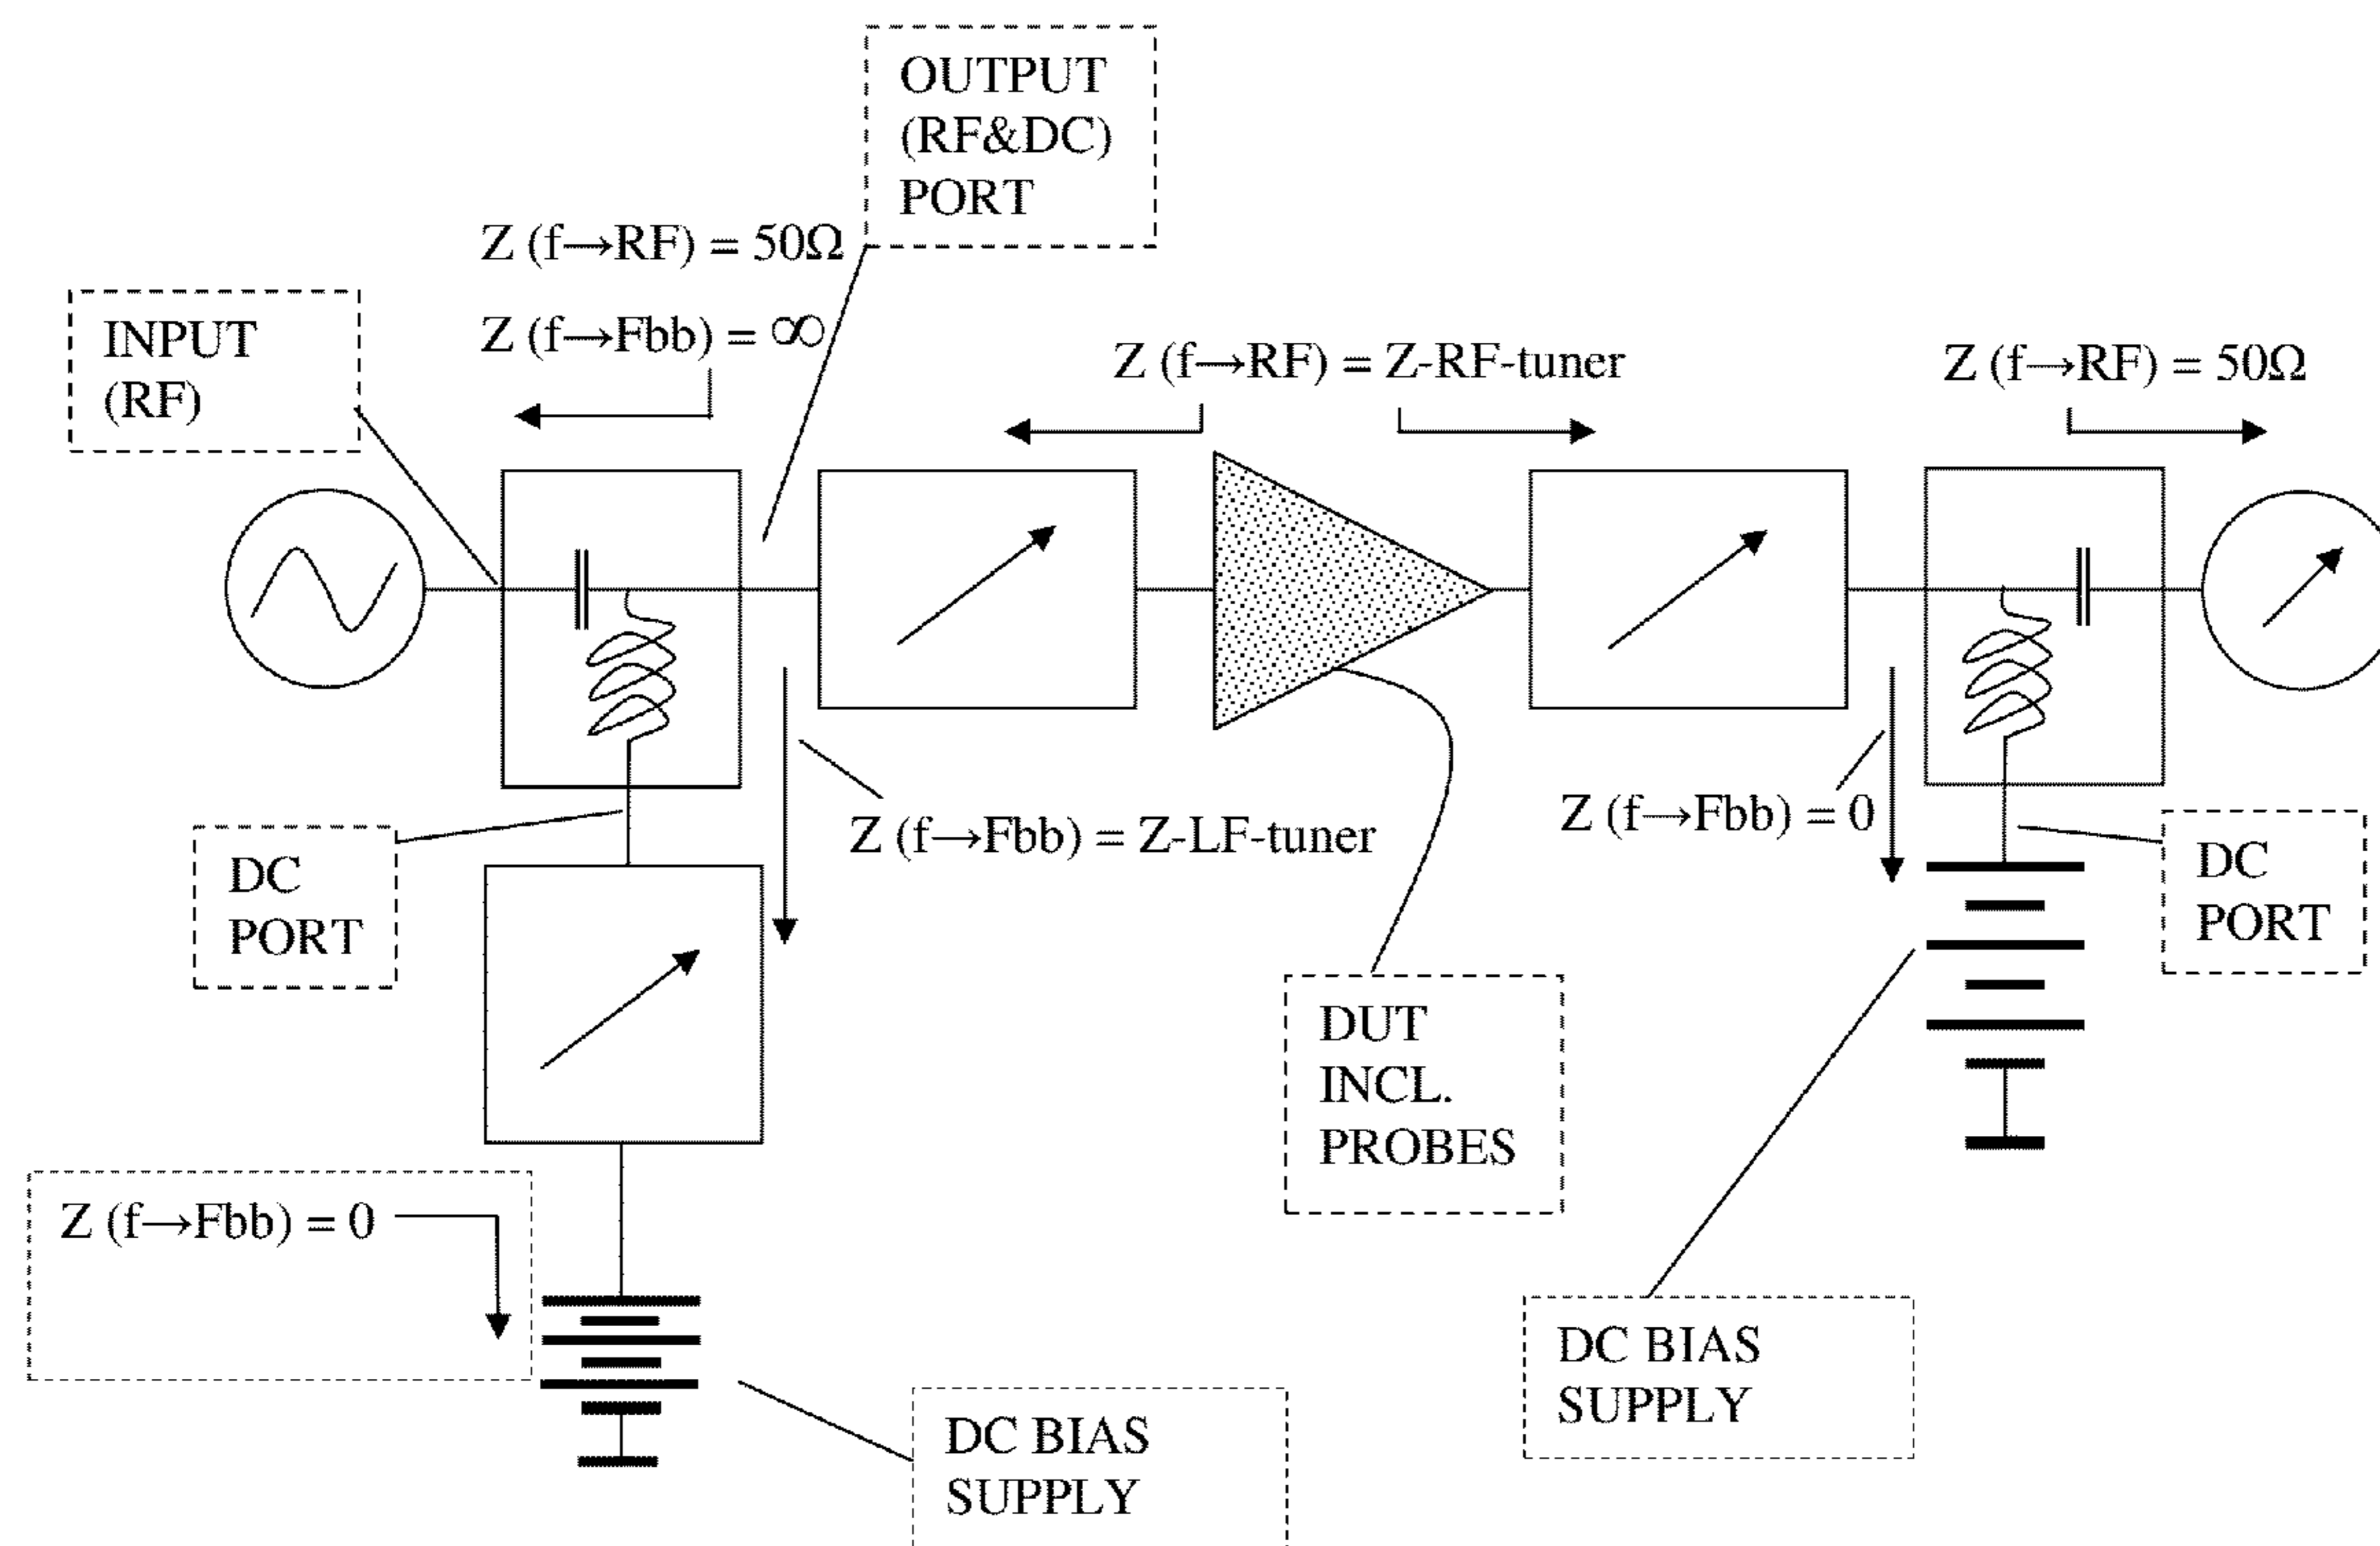 OUTPUT
(RF&DC)
PORT
Z (f→RF) = 50Ω
Z (f→Fbb) = ∞
INPUT
(RF)
Z (f→RF) = Z-RF-tuner
Z (f→RF) = 50Ω
Z (f→Fbb) = Z-LF-tuner
Z (f→Fbb) = 0
DC
PORT
DC
PORT
DUT
INCL.
PROBES
Z (f→Fbb) = 0
DC BIAS
SUPPLY
DC BIAS
SUPPLY